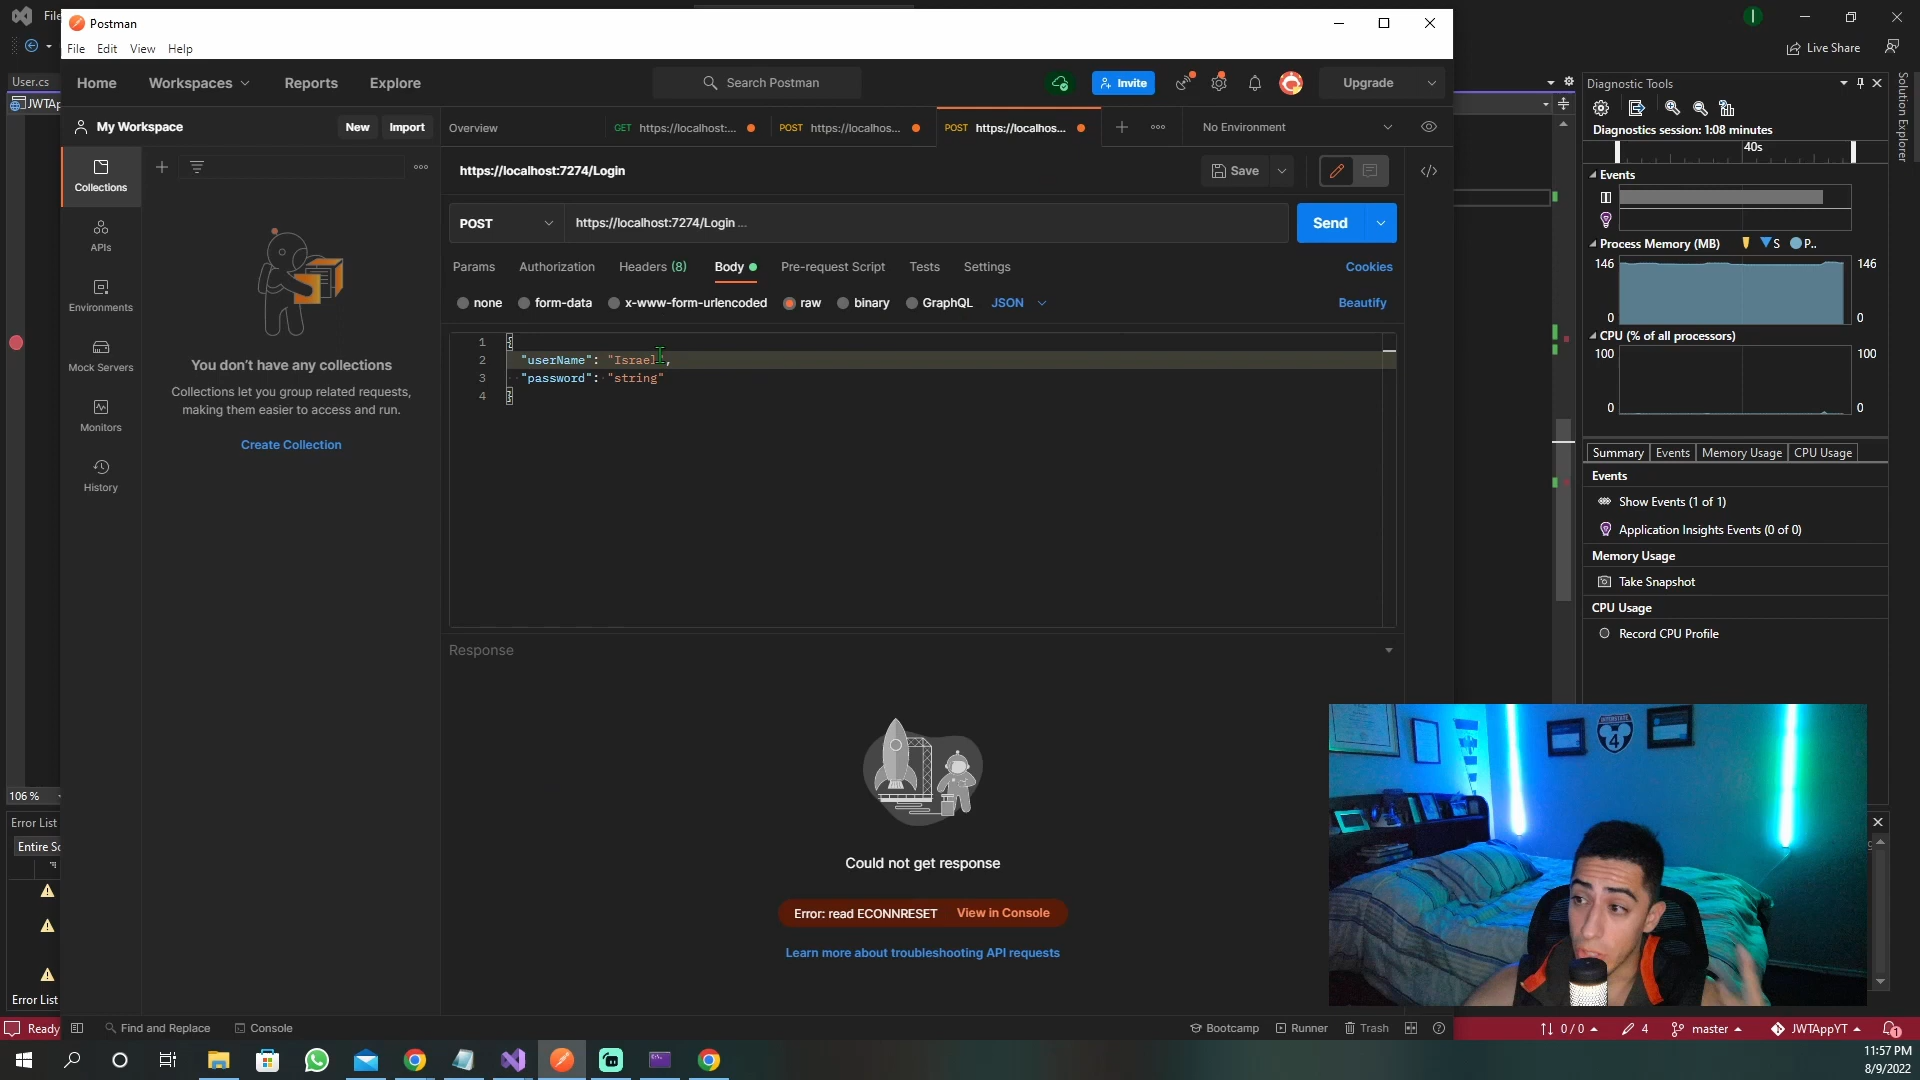 File
Postman
File Edit View Help
Live Share
Home Workspaces Reports Explore
Search Postman
Invite
Upgrade
User.cs
Diagnostic Tools
JWTAp
My Workspace
New
Import
Overview
GET https://localhost:...
POST https://localhos...
POST https://localhos...
No Environment
Diagnostics session: 1:08 minutes
40s
Solution Explorer
Collections
https://localhost:7274/Login
Save
Events
APIs
POST
https://localhost:7274/Login ...
Send
Process Memory (MB) S P..
146 146
0 0
Params Authorization Headers (8) Body Pre-request Script Tests Settings Cookies
Environments
none form-data x-www-form-urlencoded raw binary GraphQL JSON Beautify
CPU (% of all processors)
100 100
0 0
1 {
2 "userName": "Israel",
3 "password": "string"
4 }
Mock Servers
You don't have any collections
Collections let you group related requests,
making them easier to access and run.
Create Collection
Monitors
History
Summary Events Memory Usage CPU Usage
Events
Show Events (1 of 1)
Application Insights Events (0 of 0)
Memory Usage
Take Snapshot
CPU Usage
Record CPU Profile
Response
INTERSTATE
4
106 %
Error List
Entire So
Could not get response
Error: read ECONNRESET View in Console
Learn more about troubleshooting API requests
Error List
Ready
Find and Replace Console
Bootcamp Runner Trash
0 / 0 4 master JWTAppYT 1
11:57 PM
8/9/2022